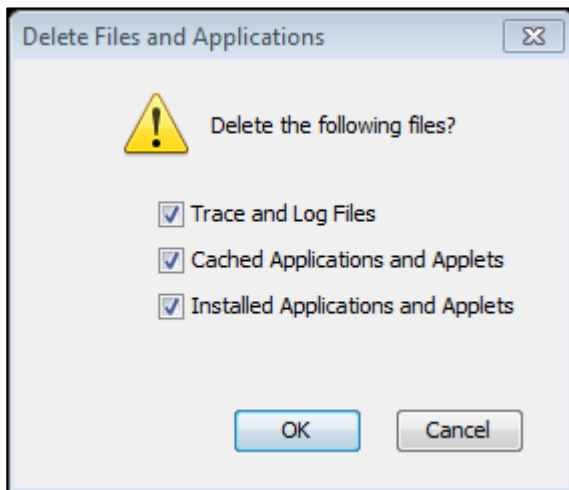 Delete Files and Applications
Delete the following files?
Trace and Log Files
Cached Applications and Applets
Installed Applications and Applets
OK
Cancel